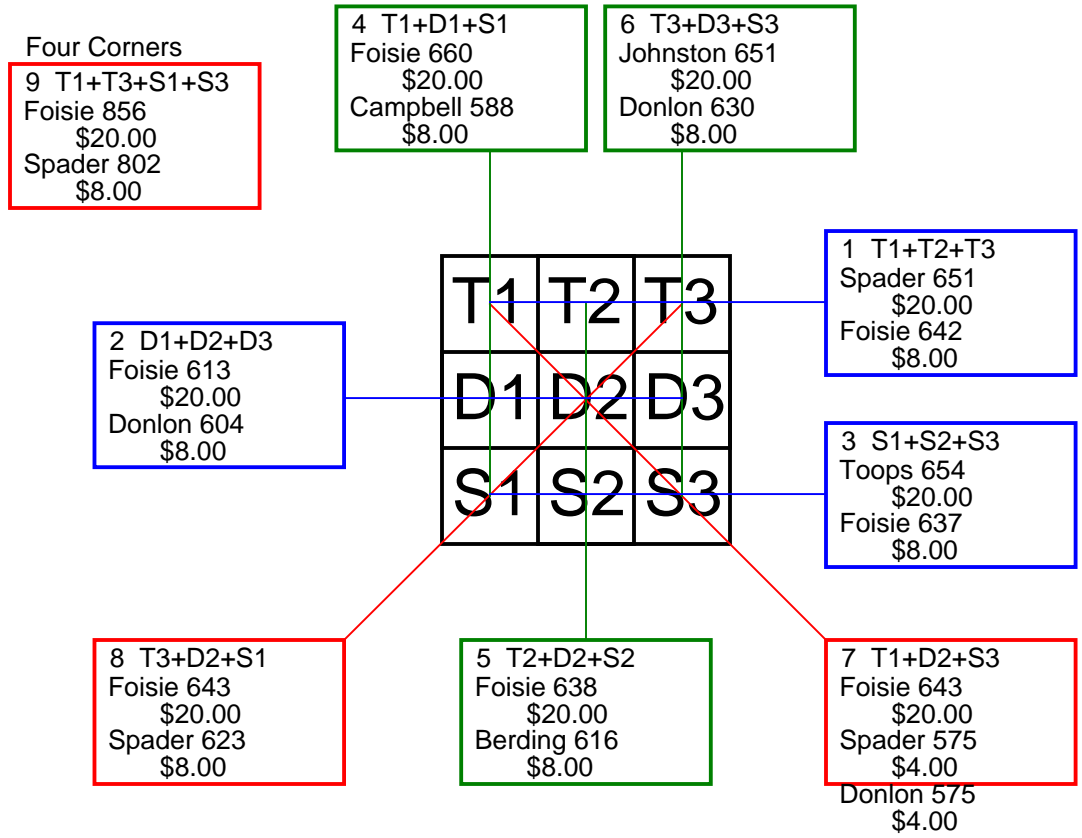 Four Corners
9 T1+T3+S1+S3
Foisie 856
$20.00
Spader 802
$8.00
4 T1+D1+S1
Foisie 660
$20.00
Campbell 588
$8.00
6 T3+D3+S3
Johnston 651
$20.00
Donlon 630
$8.00
1 T1+T2+T3
Spader 651
$20.00
Foisie 642
$8.00
2 D1+D2+D3
Foisie 613
$20.00
Donlon 604
$8.00
T1 T2 T3
D1 D2 D3
S1 S2 S3
3 S1+S2+S3
Toops 654
$20.00
Foisie 637
$8.00
8 T3+D2+S1
Foisie 643
$20.00
Spader 623
$8.00
5 T2+D2+S2
Foisie 638
$20.00
Berding 616
$8.00
7 T1+D2+S3
Foisie 643
$20.00
Spader 575
$4.00
Donlon 575
$4.00